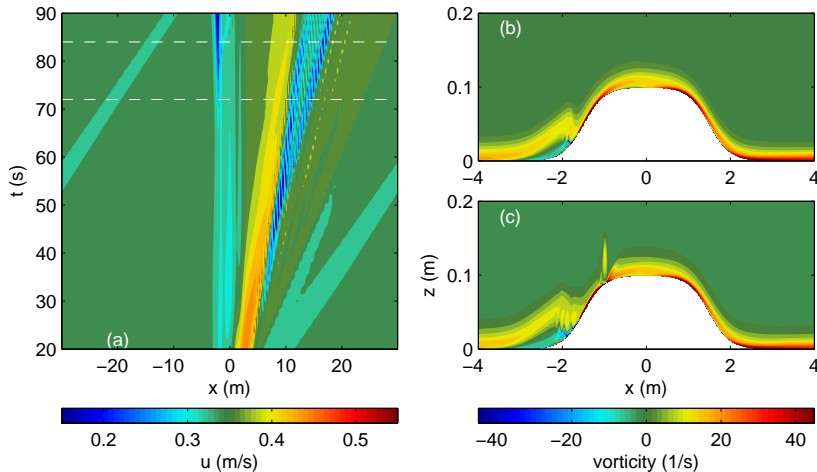 90
80
70
60
50
40
30
20
t (s)
(a)
−20 −10 0 10 20
x (m)
0.2 0.3 0.4 0.5
u (m/s)
(b)
0.2
0.1
0
−4 −2 0 2 4
(c)
0.2
0.1
0
z (m)
−4 −2 0 2 4
x (m)
−40 −20 0 20 40
vorticity (1/s)